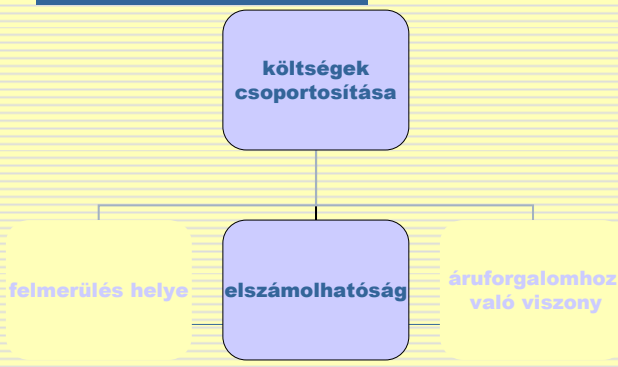 költségek
csoportosítása
felmerülés helye
elszámolhatóság
áruforgalomhoz
való viszony